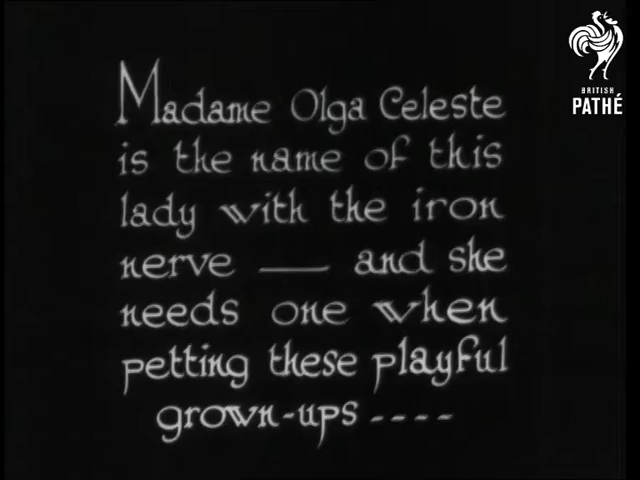 Madame Olga Celeste
is the name of this
lady with the iron
nerve — and she
needs one when
petting these playful
grown-ups ----
BRITISH
PATHÉ